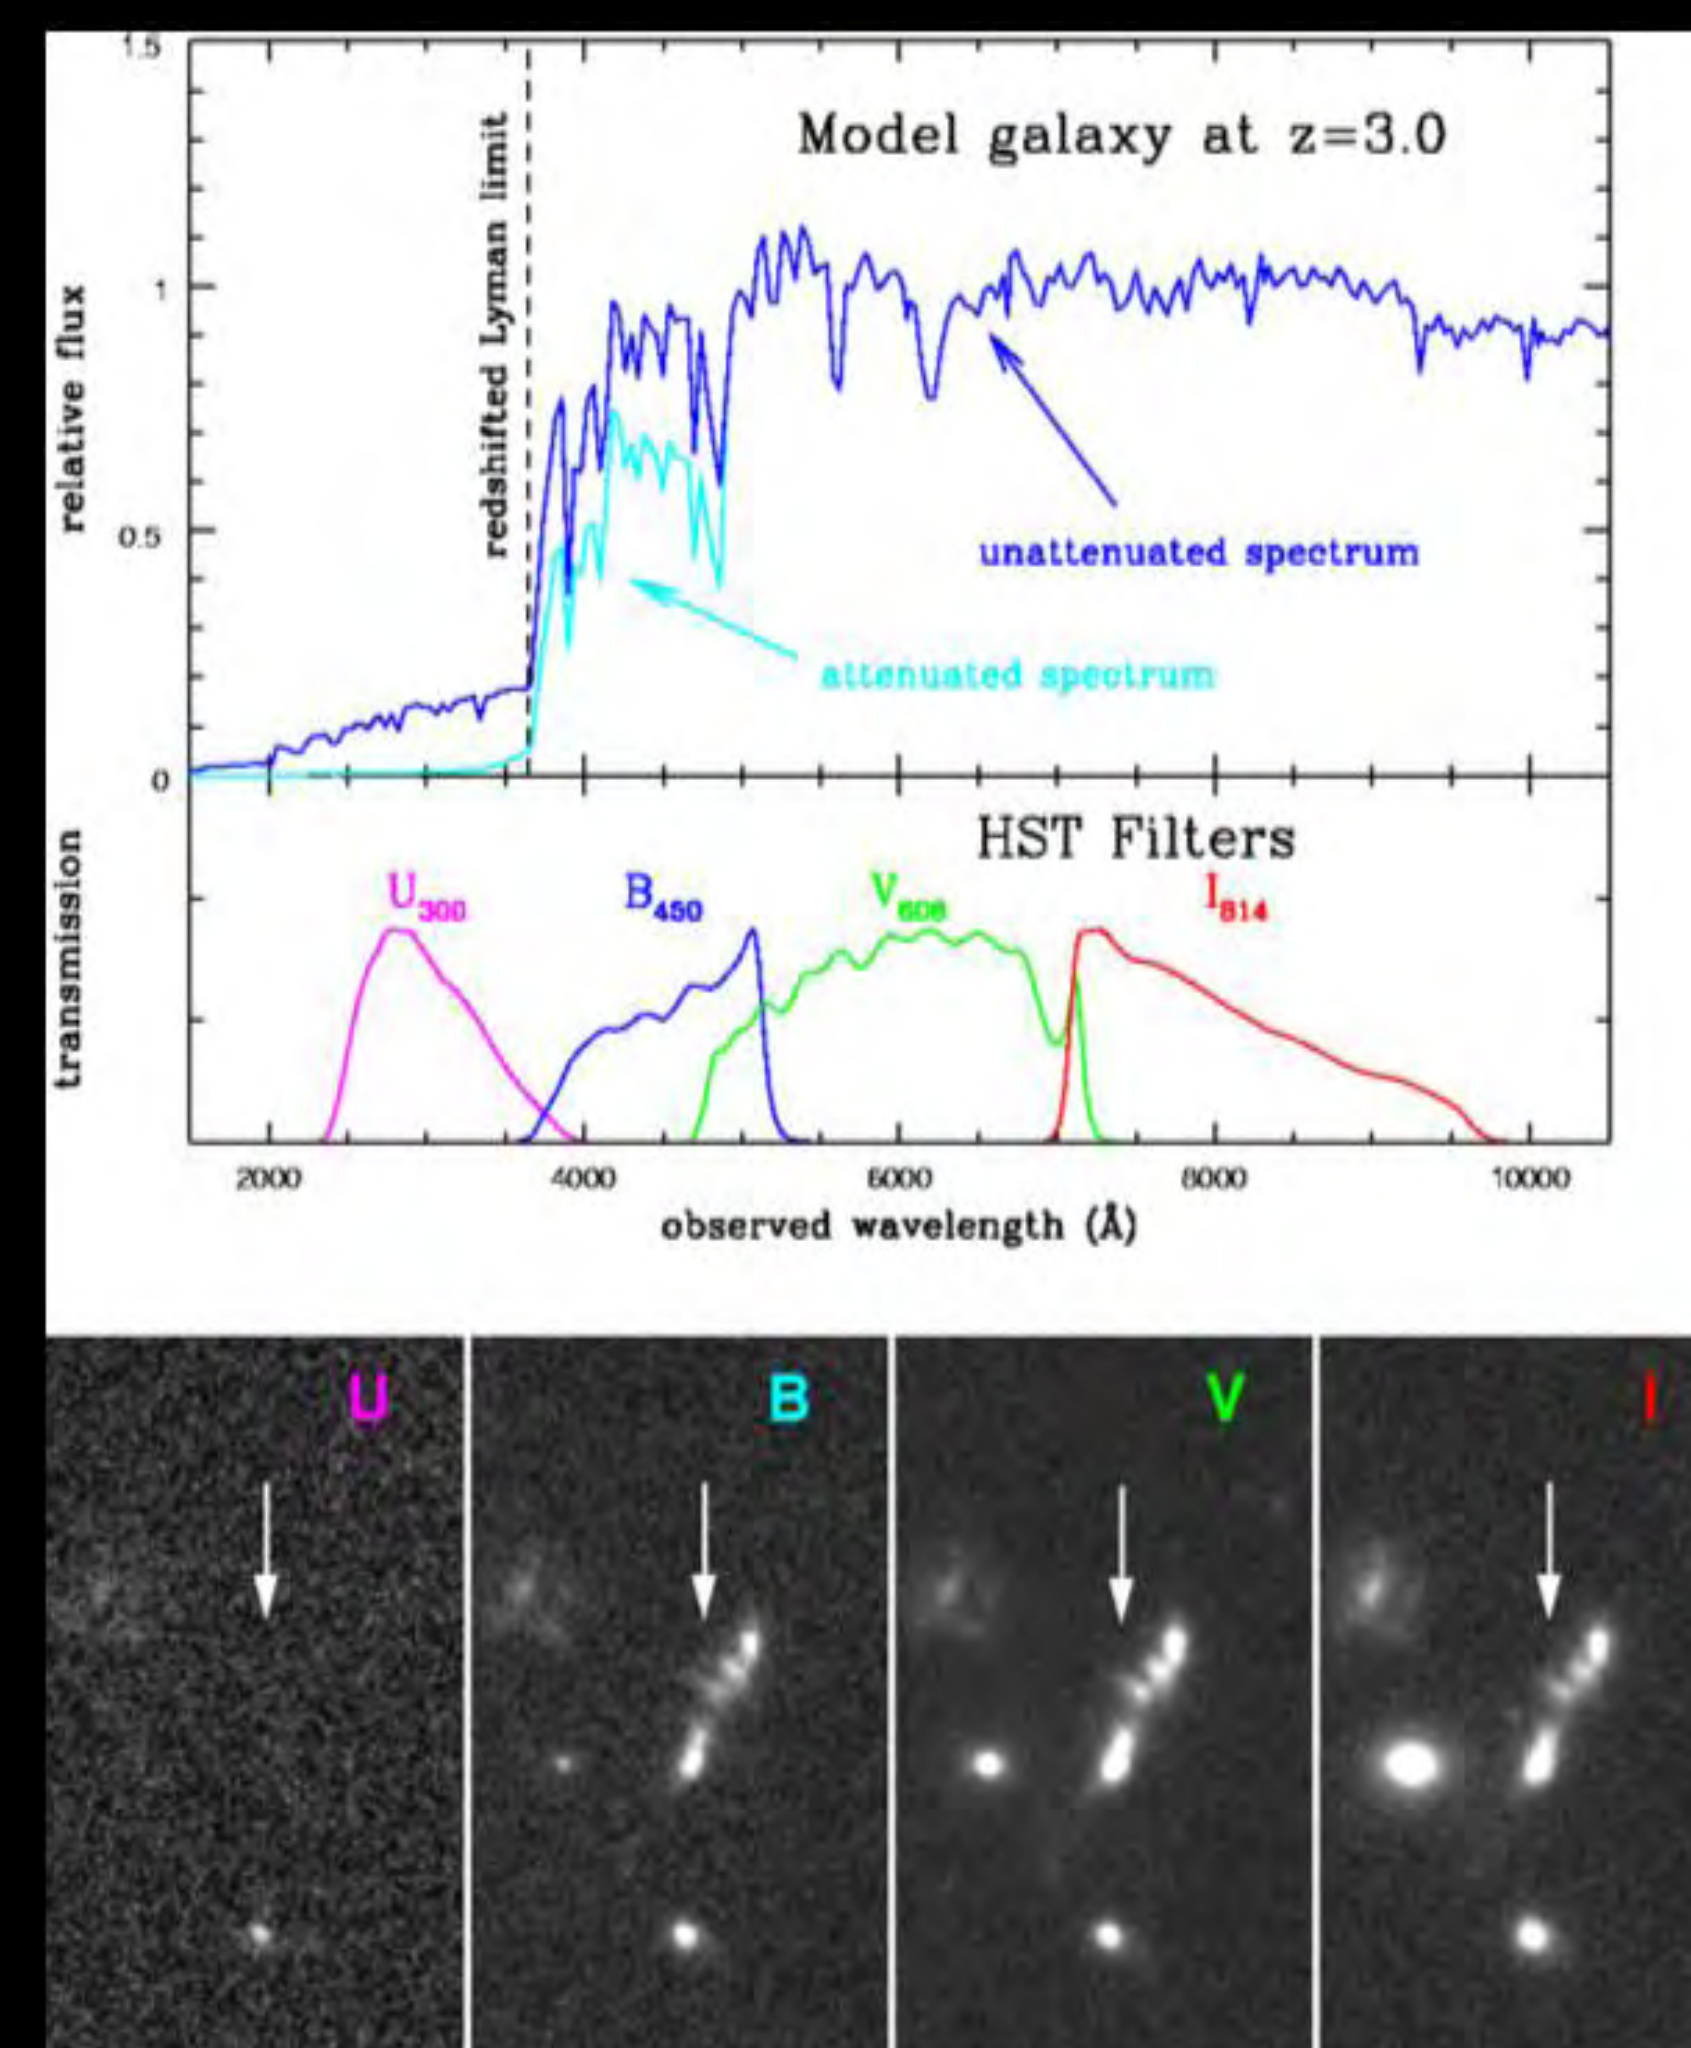 1.5
1
0.5
0
relative flux
redshifted Lyman limit
Model galaxy at z=3.0
unattenuated spectrum
attenuated spectrum
transmission
HST Filters
U300
B450
V606
I814
2000 4000 6000 8000 10000
observed wavelength (Å)
U
B
V
I